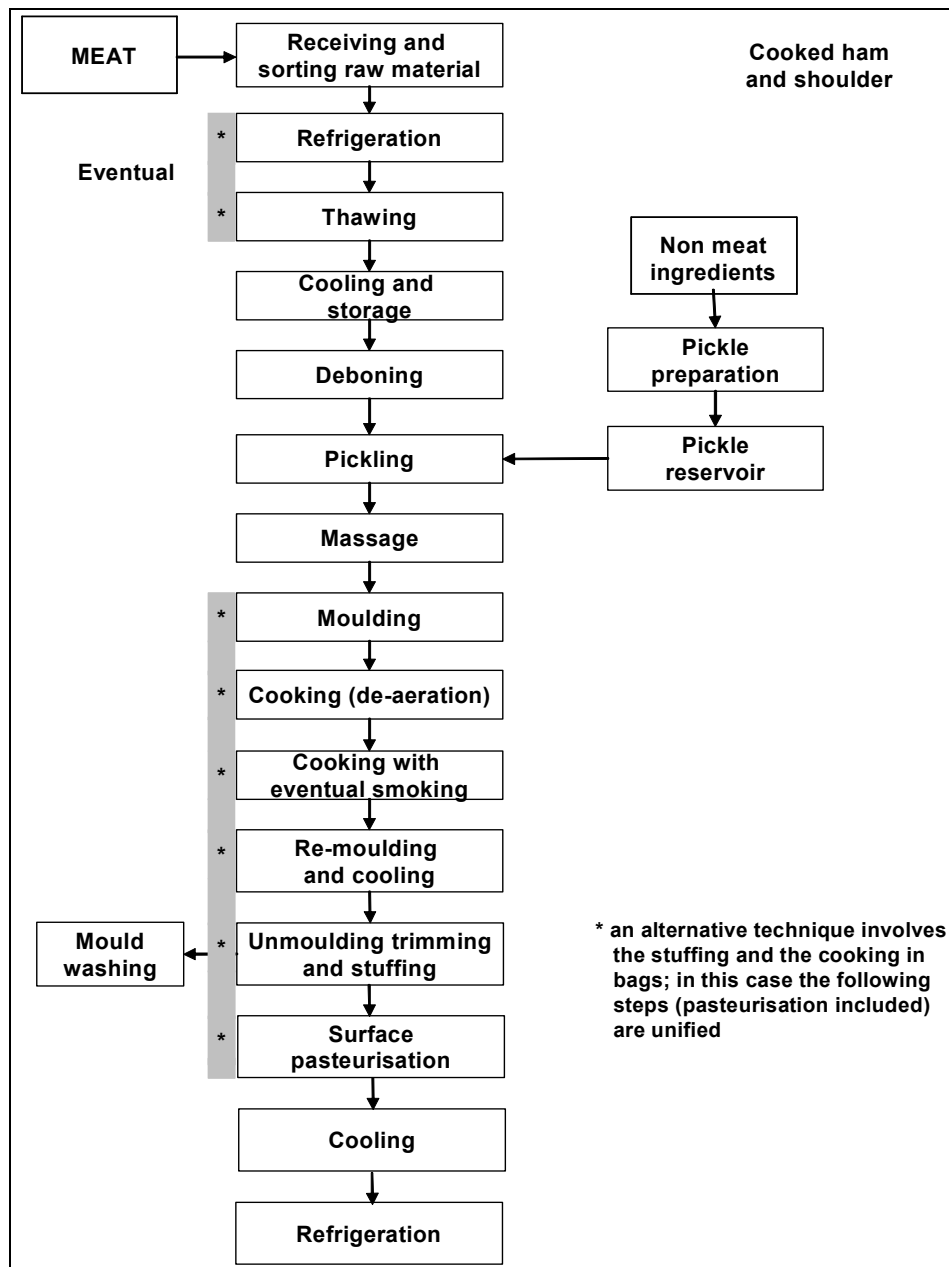 MEAT
Receiving and
sorting raw material
Cooked ham
and shoulder
* Refrigeration
Eventual
* Thawing
Non meat
ingredients
Cooling and
storage
Pickle
preparation
Deboning
Pickling
Pickle
reservoir
Massage
* Moulding
* Cooking (de-aeration)
* Cooking with
eventual smoking
* Re-moulding
and cooling
Mould
washing
* Unmoulding trimming
and stuffing
* an alternative technique involves
the stuffing and the cooking in
bags; in this case the following
steps (pasteurisation included)
are unified
* Surface
pasteurisation
Cooling
Refrigeration